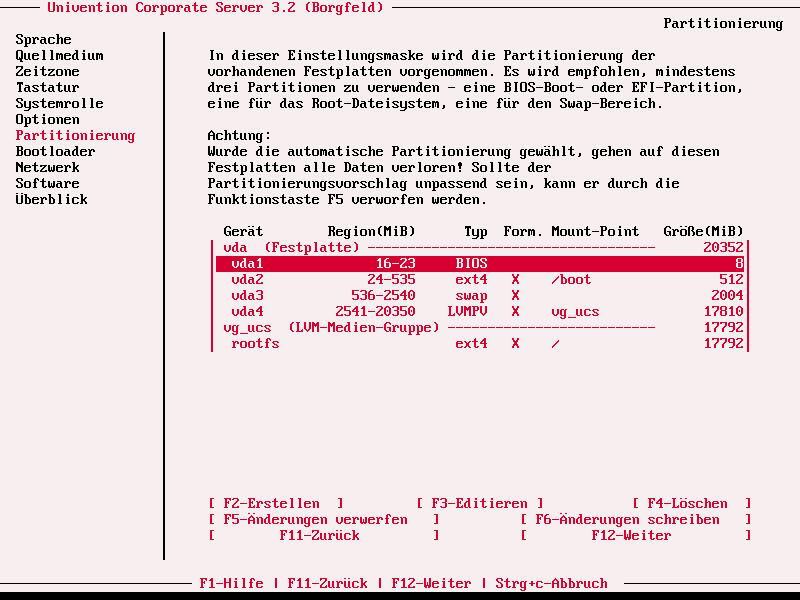 Univention Corporate Server 3.2 (Borgfeld)
Partitionierung
Sprache
Quellmedium
Zeitzone
Tastatur
Systemrolle
Optionen
Partitionierung
Bootloader
Netzwerk
Software
Überblick
In dieser Einstellungsmaske wird die Partitionierung der
vorhandenen Festplatten vorgenommen. Es wird empfohlen, mindestens
drei Partitionen zu verwenden - eine BIOS-Boot- oder EFI-Partition,
eine für das Root-Dateisystem, eine für den Swap-Bereich.
Achtung:
Wurde die automatische Partitionierung gewählt, gehen auf diesen
Festplatten alle Daten verloren! Sollte der
Partitionierungsvorschlag unpassend sein, kann er durch die
Funktionstaste F5 verworfen werden.
Gerät Region(MiB) Typ Form. Mount-Point Größe(MiB)
vda (Festplatte) ------------------------------------ 20352
vda1 16-23 BIOS 8
vda2 24-535 ext4 X /boot 512
vda3 536-2540 swap X 2004
vda4 2541-20350 LVMPV X vg_ucs 17810
vg_ucs (LVM-Medien-Gruppe) -------------------------- 17792
rootfs ext4 X / 17792
[ F2-Erstellen ] [ F3-Editieren ] [ F4-Löschen ]
[ F5-Änderungen verwerfen ] [ F6-Änderungen schreiben ]
[ F11-Zurück ] [ F12-Weiter ]
F1-Hilfe | F11-Zurück | F12-Weiter | Strg+c-Abbruch